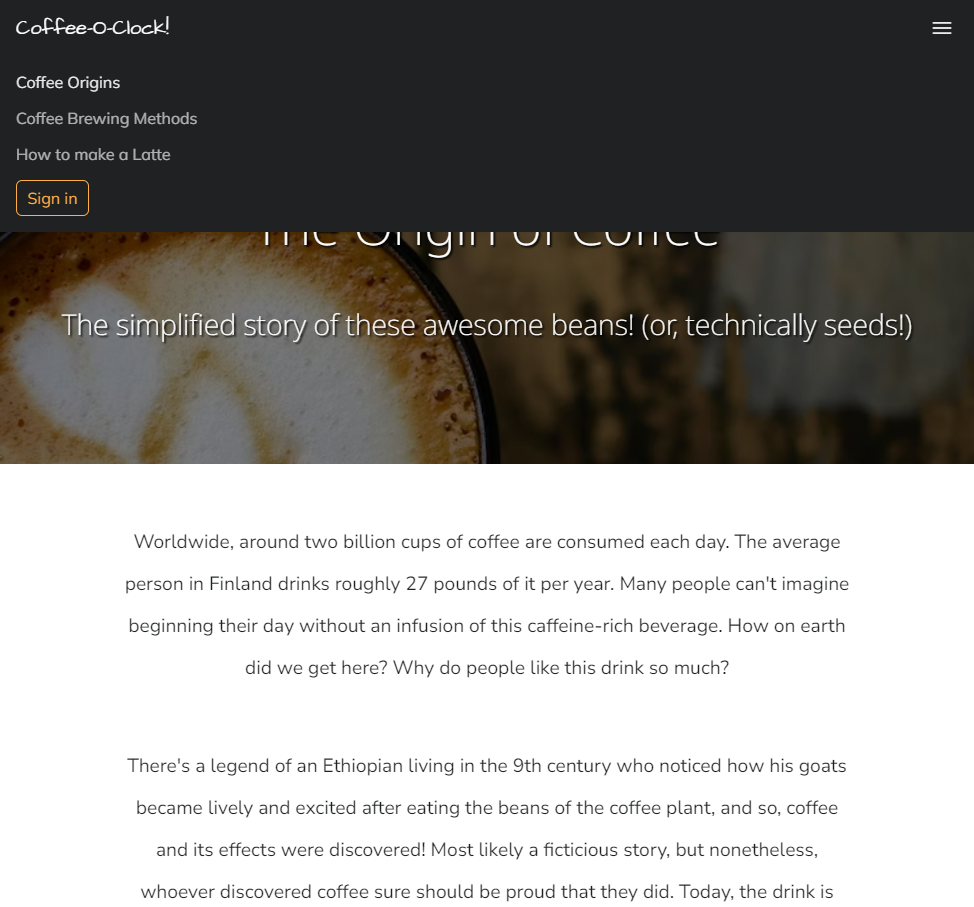 Coffee-O-Clock!
Coffee Origins
Coffee Brewing Methods
How to make a Latte
Sign in
The Origin of Coffee
The simplified story of these awesome beans! (or, technically seeds!)
Worldwide, around two billion cups of coffee are consumed each day. The average
person in Finland drinks roughly 27 pounds of it per year. Many people can't imagine
beginning their day without an infusion of this caffeine-rich beverage. How on earth
did we get here? Why do people like this drink so much?
There's a legend of an Ethiopian living in the 9th century who noticed how his goats
became lively and excited after eating the beans of the coffee plant, and so, coffee
and its effects were discovered! Most likely a ficticious story, but nonetheless,
whoever discovered coffee sure should be proud that they did. Today, the drink is